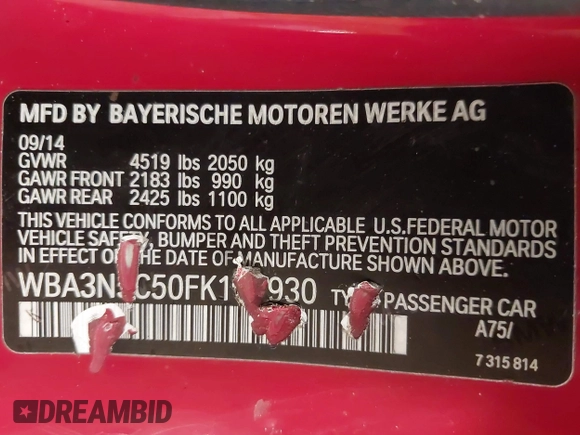 MFD BY BAYERISCHE MOTOREN WERKE AG
09/14
GVWR 4519 lbs 2050 kg
GAWR FRONT 2183 lbs 990 kg
GAWR REAR 2425 lbs 1100 kg
THIS VEHICLE CONFORMS TO ALL APPLICABLE U.S.FEDERAL MOTOR
VEHICLE SAFETY, BUMPER AND THEFT PREVENTION STANDARDS
IN EFFECT ON THE DATE OF MANUFACTURE SHOWN ABOVE.
PASSENGER CAR
A75/
7 315 814
DREAMBID